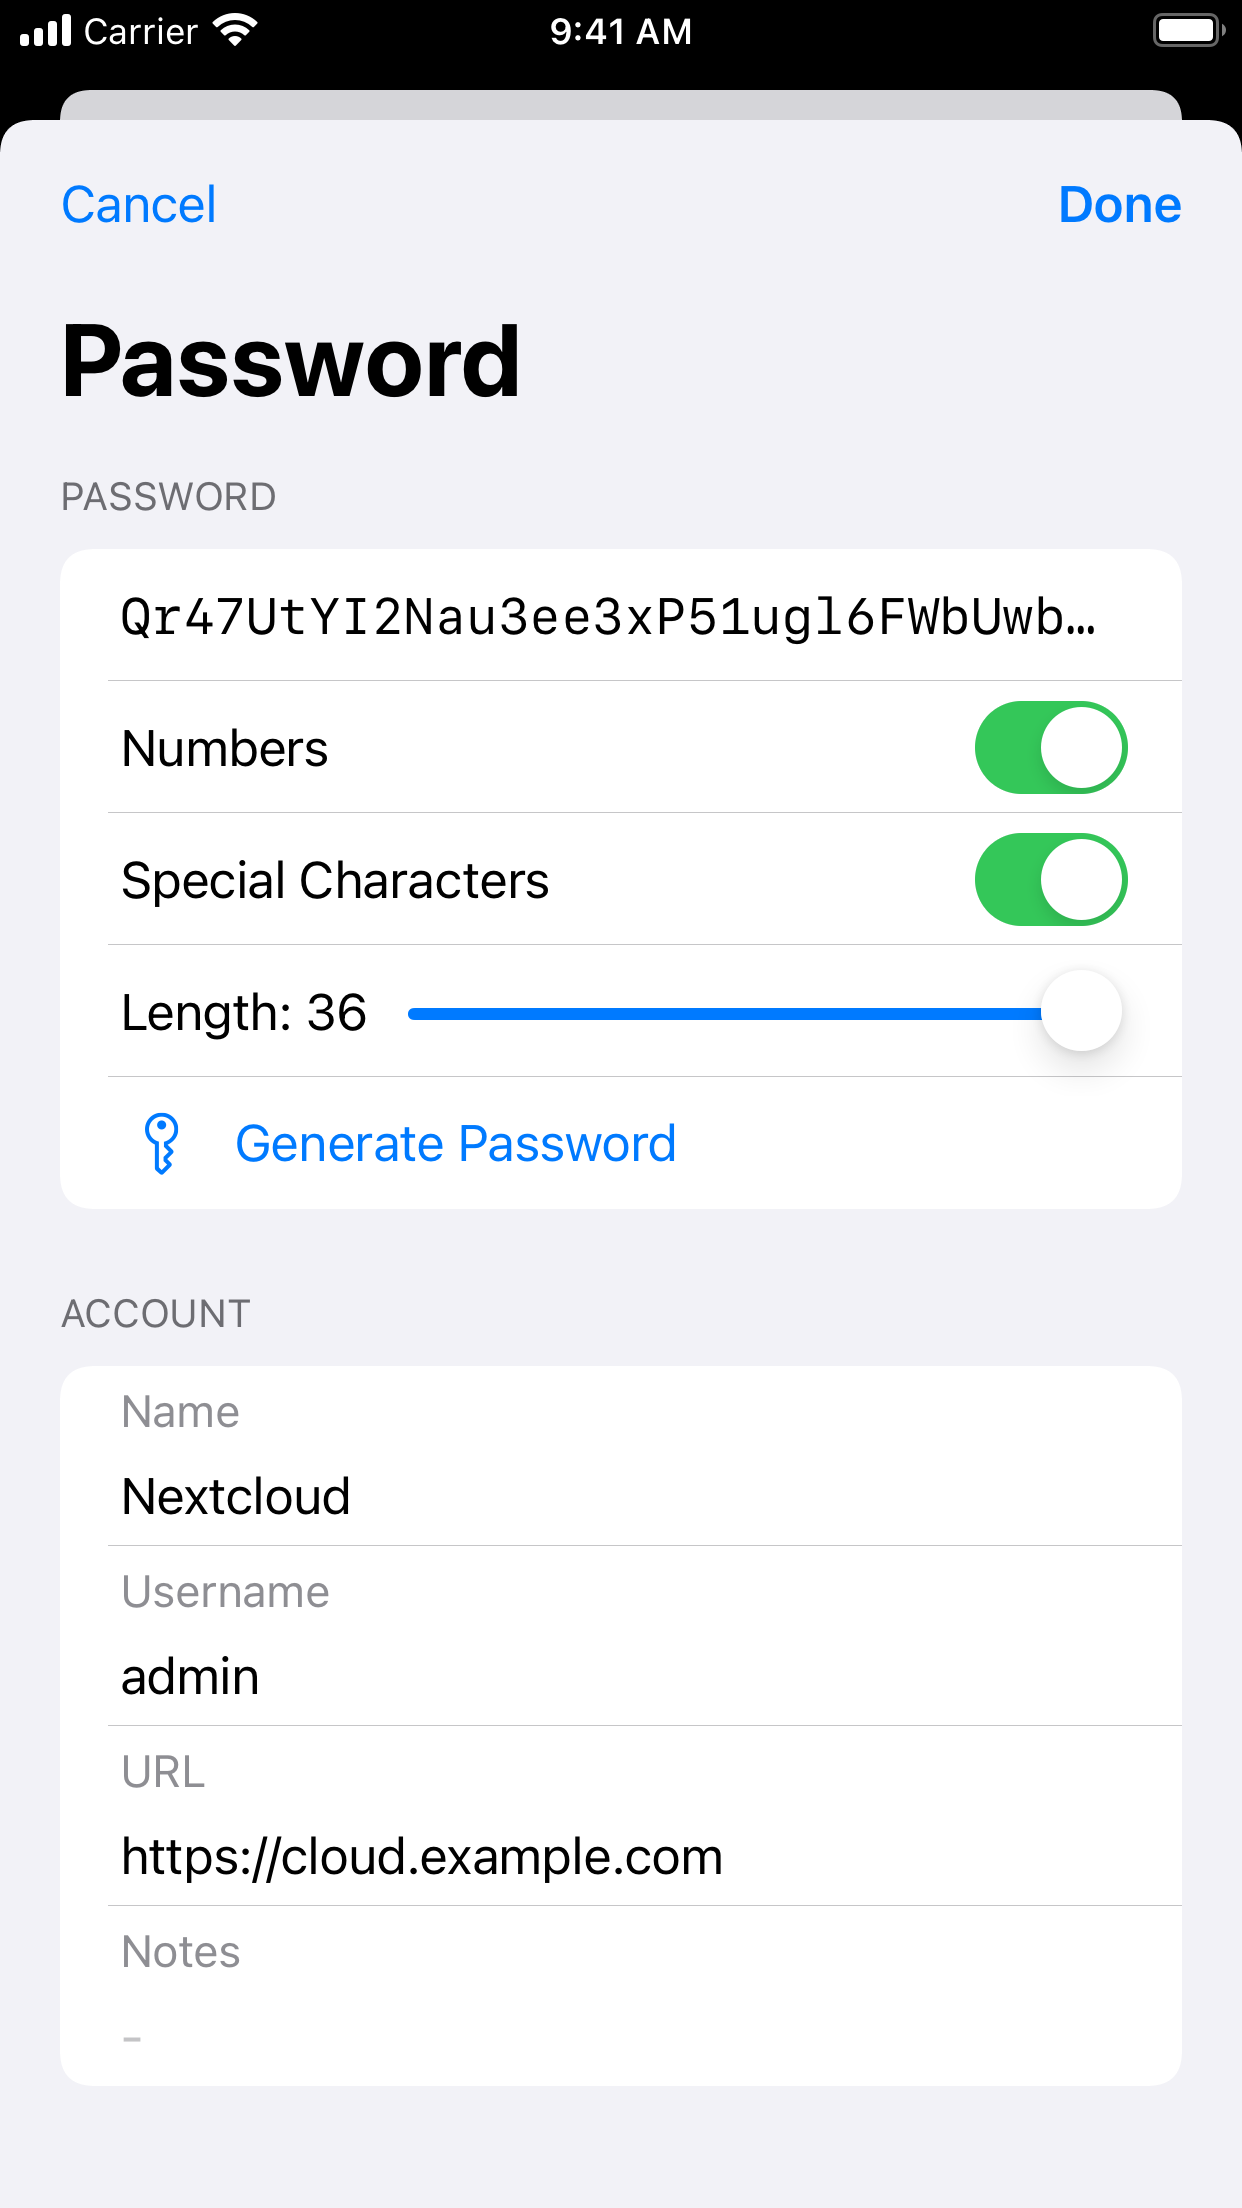 Carrier 9:41 AM
Cancel Done
Password
PASSWORD
Qr47UtYI2Nau3ee3xP51ugl6FWbUwb…
Numbers
Special Characters
Length: 36
Generate Password
ACCOUNT
Name
Nextcloud
Username
admin
URL
https://cloud.example.com
Notes
-